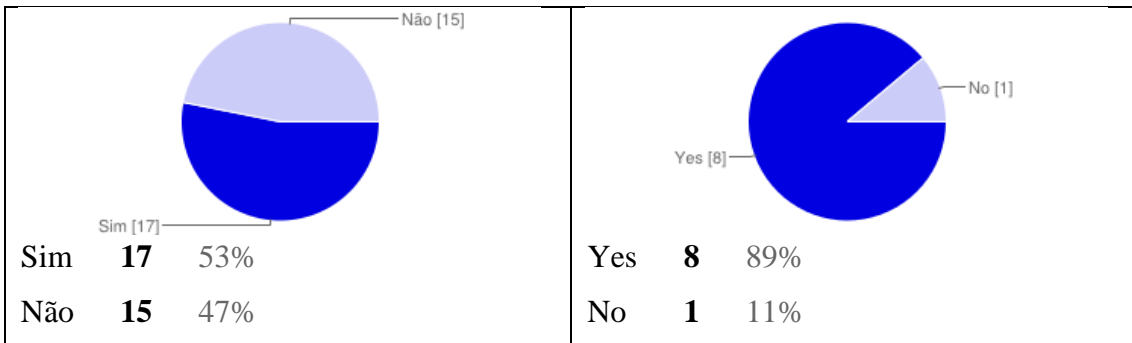 Não [15]
Sim [17]
Sim 17 53%
Não 15 47%
No [1]
Yes [8]
Yes 8 89%
No 1 11%